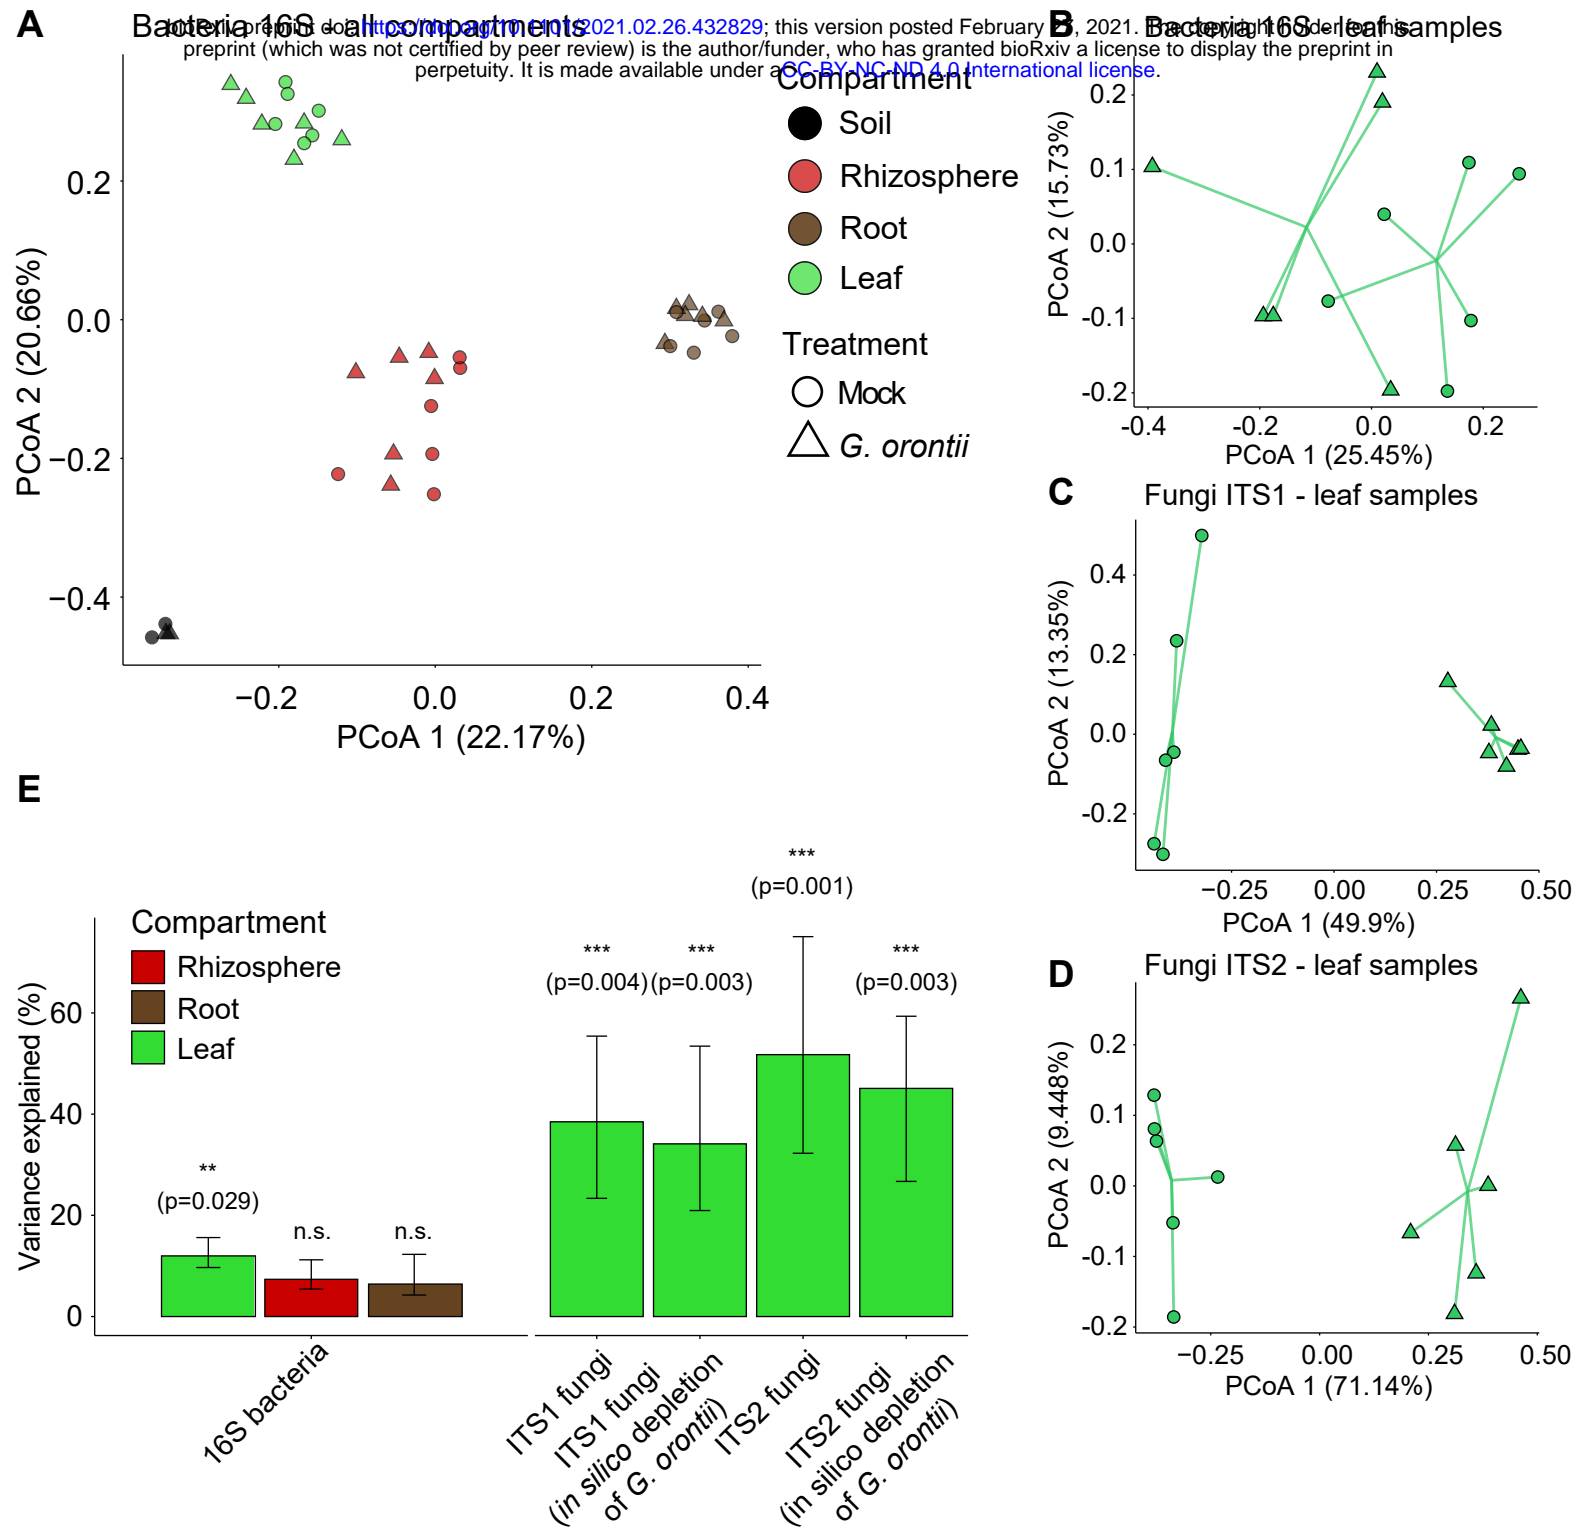 A
Bacteria 16S - all compartments
bioRxiv preprint doi: https://doi.org/10.1101/2021.02.26.432829; this version posted February 27, 2021. The copyright holder for this
preprint (which was not certified by peer review) is the author/funder, who has granted bioRxiv a license to display the preprint in
perpetuity. It is made available under aCC-BY-NC-ND 4.0 International license.
PCoA 2 (20.66%)
0.2
0.0
−0.2
−0.4
−0.2
0.0
0.2
0.4
PCoA 1 (22.17%)
Compartment
Soil
Rhizosphere
Root
Leaf
Treatment
Mock
G. orontii
B
Bacteria 16S - leaf samples
PCoA 2 (15.73%)
0.2
0.1
0.0
-0.1
-0.2
-0.4
-0.2
0.0
0.2
PCoA 1 (25.45%)
C
Fungi ITS1 - leaf samples
PCoA 2 (13.35%)
0.4
0.2
0.0
-0.2
−0.25
0.00
0.25
0.50
PCoA 1 (49.9%)
D
Fungi ITS2 - leaf samples
PCoA 2 (9.448%)
0.2
0.1
0.0
-0.1
-0.2
−0.25
0.00
0.25
0.50
PCoA 1 (71.14%)
E
Compartment
Rhizosphere
Root
Leaf
Variance explained (%)
60
40
20
0
**
(p=0.029)
n.s.
n.s.
***
(p=0.004)
***
(p=0.003)
***
(p=0.001)
***
(p=0.003)
16S bacteria
ITS1 fungi
ITS1 fungi
(in silico depletion
of G. orontii)
ITS2 fungi
ITS2 fungi
(in silico depletion
of G. orontii)